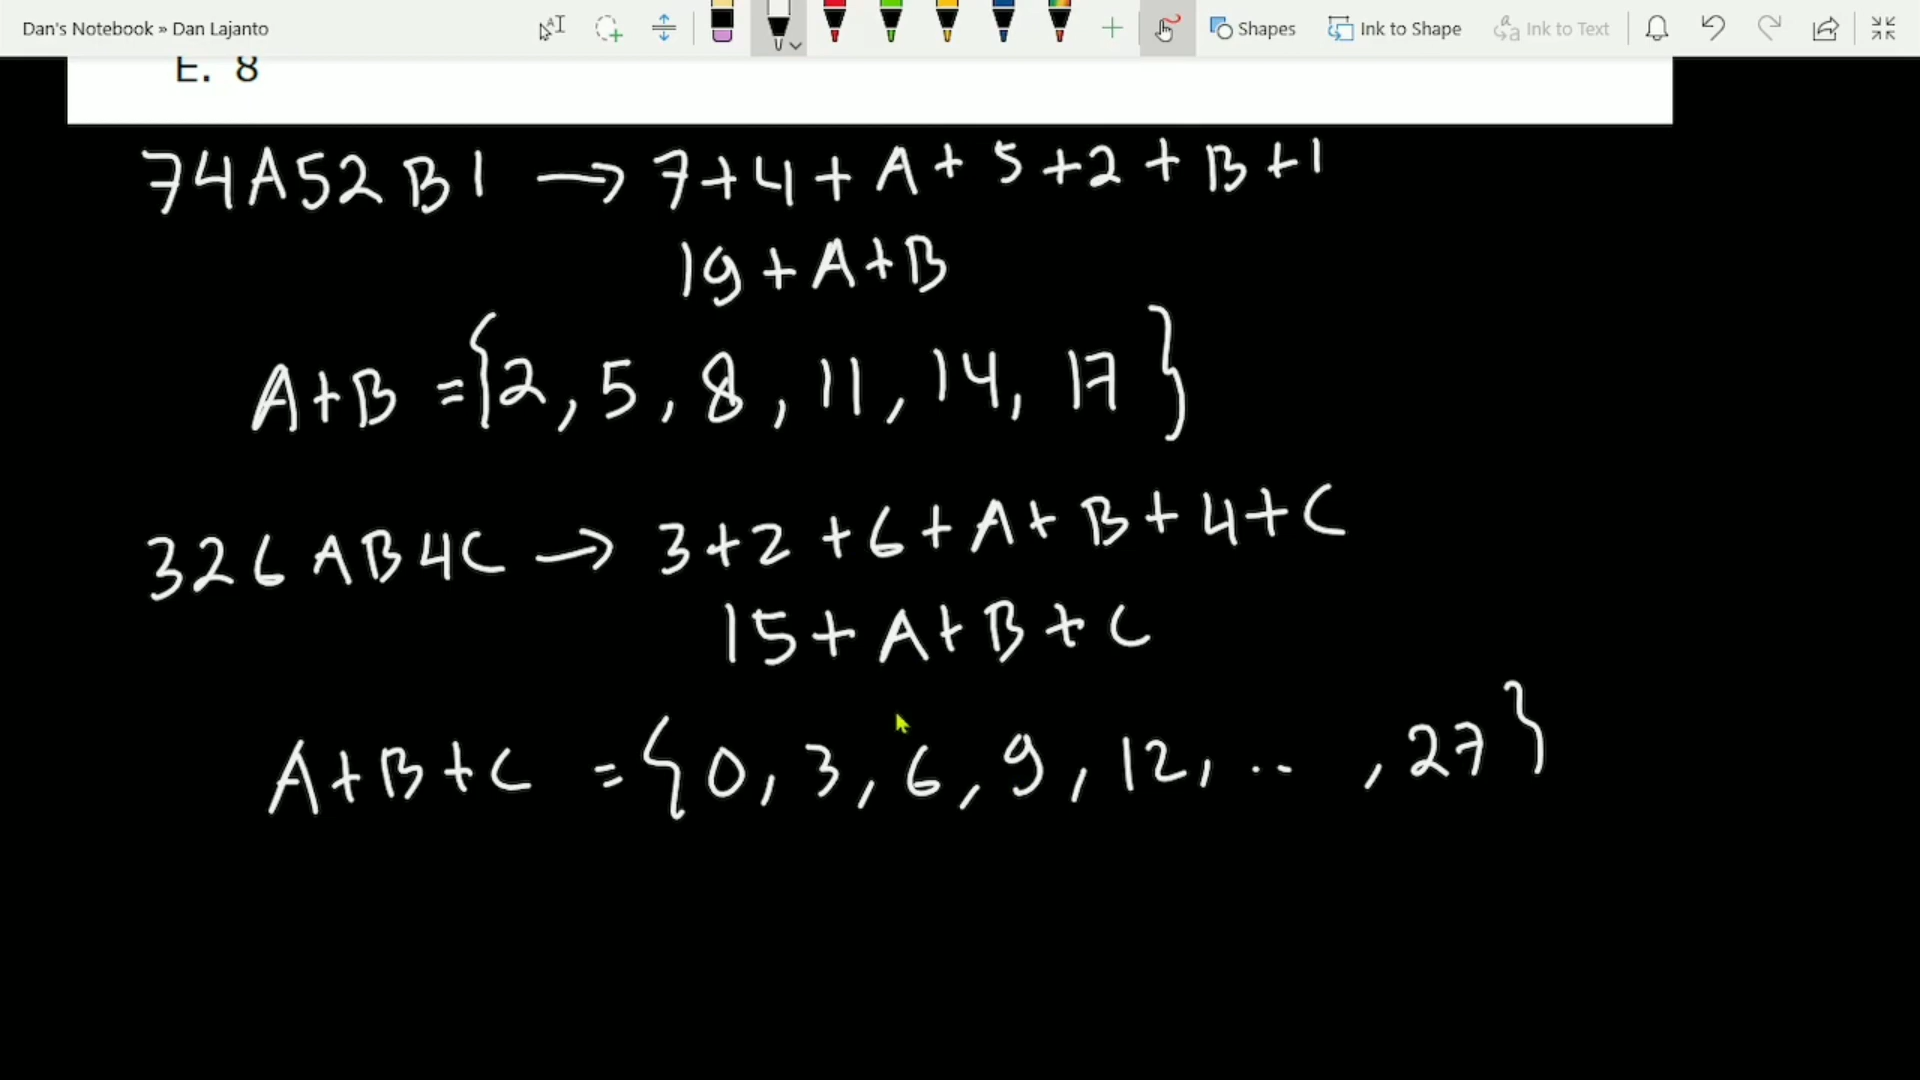 Dan's Notebook » Dan Lajanto
Shapes
Ink to Shape
Ink to Text
E. 8
74A52B1 → 7+4+A+5+2+B+1
19+A+B
A+B = {2, 5, 8, 11, 14, 17}
326AB4C → 3+2+6+A+B+4+C
15+A+B+C
A+B+C = {0, 3, 6, 9, 12, .. , 27}